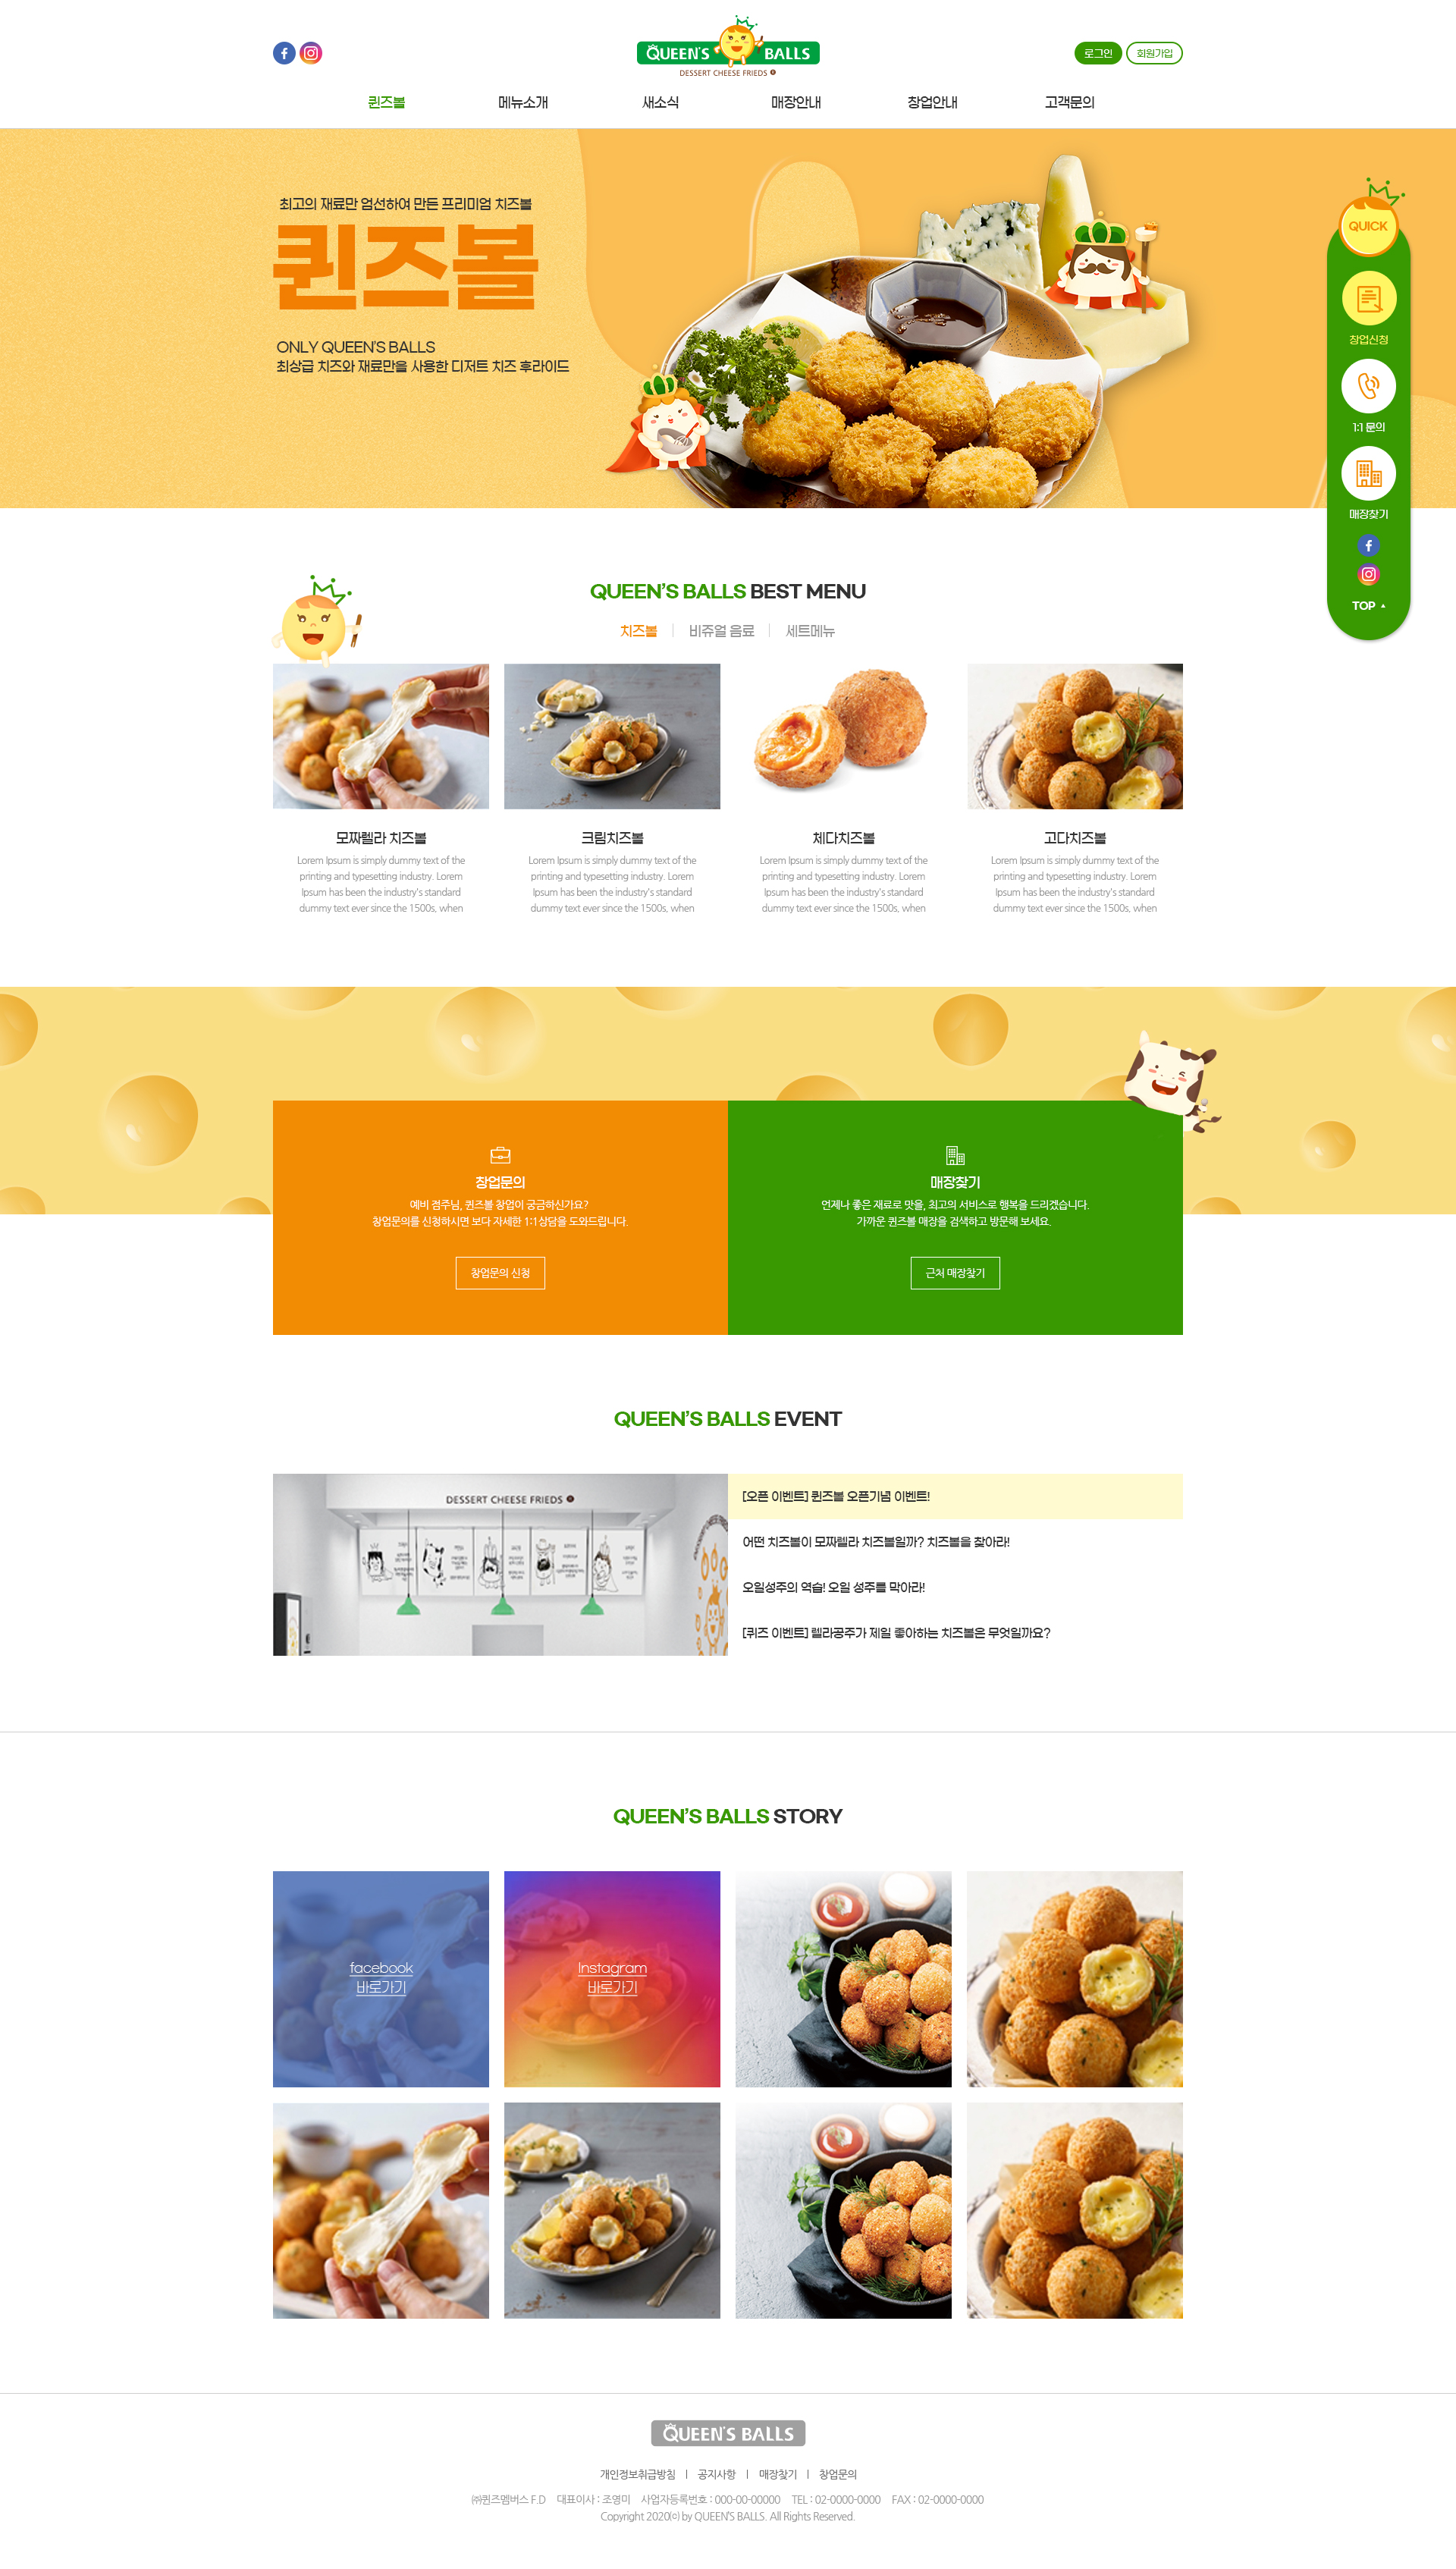 QUEEN'S BALLS
DESSERT CHEESE FRIEDS
로그인
회원가입
퀸즈볼
메뉴소개
새소식
매장안내
창업안내
고객문의
최고의 재료만 엄선하여 만든 프리미엄 치즈볼
퀸즈볼
ONLY QUEEN'S BALLS
최상급 치즈와 재료만을 사용한 디저트 치즈 후라이드
QUICK
창업신청
1:1 문의
매장찾기
TOP
QUEEN'S BALLS BEST MENU
치즈볼
비쥬얼 음료
세트메뉴
모짜렐라 치즈볼
Lorem Ipsum is simply dummy text of the
printing and typesetting industry. Lorem
Ipsum has been the industry's standard
dummy text ever since the 1500s, when
크림치즈볼
Lorem Ipsum is simply dummy text of the
printing and typesetting industry. Lorem
Ipsum has been the industry's standard
dummy text ever since the 1500s, when
체다치즈볼
Lorem Ipsum is simply dummy text of the
printing and typesetting industry. Lorem
Ipsum has been the industry's standard
dummy text ever since the 1500s, when
고다치즈볼
Lorem Ipsum is simply dummy text of the
printing and typesetting industry. Lorem
Ipsum has been the industry's standard
dummy text ever since the 1500s, when
창업문의
예비 점주님, 퀸즈볼 창업이 궁금하신가요?
창업문의를 신청하시면 보다 자세한 1:1상담을 도와드립니다.
창업문의 신청
매장찾기
언제나 좋은 재료로 맛을, 최고의 서비스로 행복을 드리겠습니다.
가까운 퀸즈볼 매장을 검색하고 방문해 보세요.
근처 매장찾기
QUEEN'S BALLS EVENT
DESSERT CHEESE FRIEDS
[오픈 이벤트] 퀸즈볼 오픈기념 이벤트!
어떤 치즈볼이 모짜렐라 치즈볼일까? 치즈볼을 찾아라!
오일성주의 역습! 오일 성주를 막아라!
[퀴즈 이벤트] 렐라공주가 제일 좋아하는 치즈볼은 무엇일까요?
QUEEN'S BALLS STORY
facebook
바로가기
Instagram
바로가기
QUEEN'S BALLS
개인정보취급방침 | 공지사항 | 매장찾기 | 창업문의
㈜퀸즈멤버스 F.D 대표이사 : 조영미 사업자등록번호 : 000-00-00000 TEL : 02-0000-0000 FAX : 02-0000-0000
Copyright 2020(c) by QUEEN'S BALLS. All Rights Reserved.